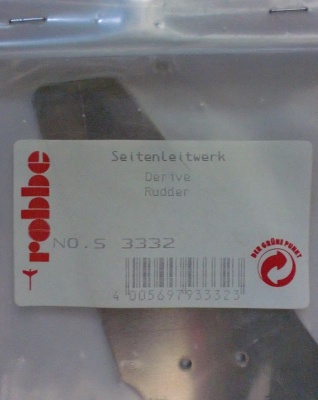 robbe
Seitenleitwerk
Derive
Rudder
NO.S 3332
DER GRÜNE PUNKT
4 005697 933323